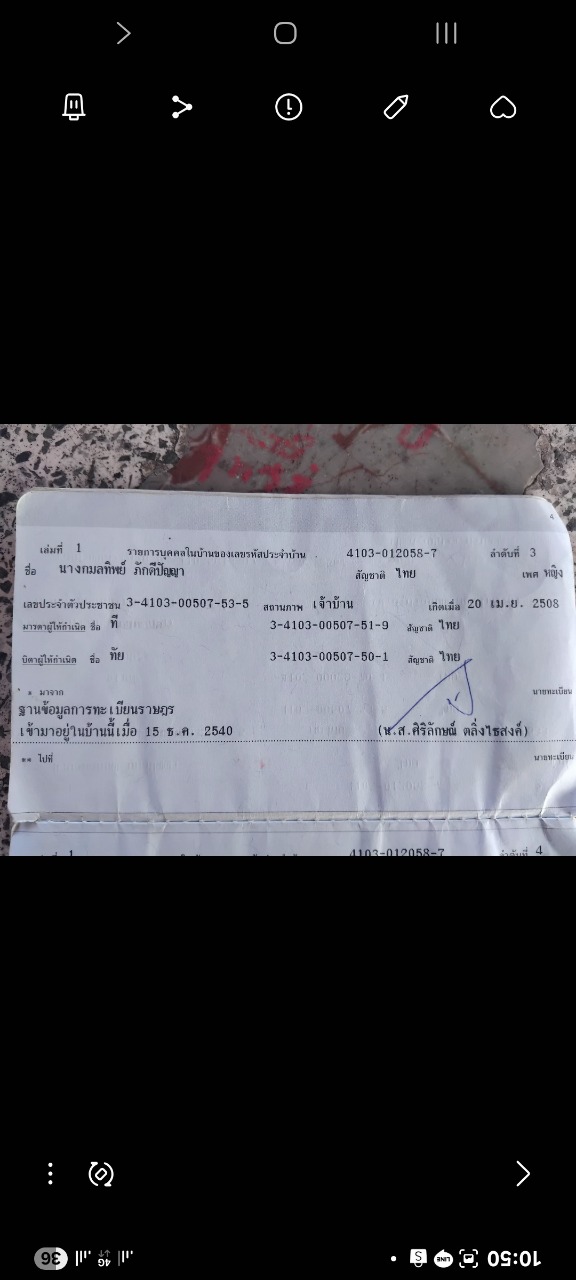 4
เล่มที่ 1 รายการบุคคลในบ้านของเลขรหัสประจำบ้าน 4103-012058-7 ลำดับที่ 3
ชื่อ นางกมลทิพย์ ภักดีปัญญา สัญชาติ ไทย เพศ หญิง
เลขประจำตัวประชาชน 3-4103-00507-53-5 สถานภาพ เจ้าบ้าน เกิดเมื่อ 20 เม.ย. 2508
มารดาผู้ให้กำเนิด ชื่อ ที 3-4103-00507-51-9 สัญชาติ ไทย
บิดาผู้ให้กำเนิด ชื่อ ทัย 3-4103-00507-50-1 สัญชาติ ไทย
* มาจาก นายทะเบียน
ฐานข้อมูลการทะเบียนราษฎร
เข้ามาอยู่ในบ้านนี้เมื่อ 15 ธ.ค. 2540 (น.ส.ศิริลักษณ์ ตลิ่งไธสงค์)
** ไปที่ นายทะเบียน
1 4103-012058-7 ลำดับที่ 4
36 4G LINE S 10:50